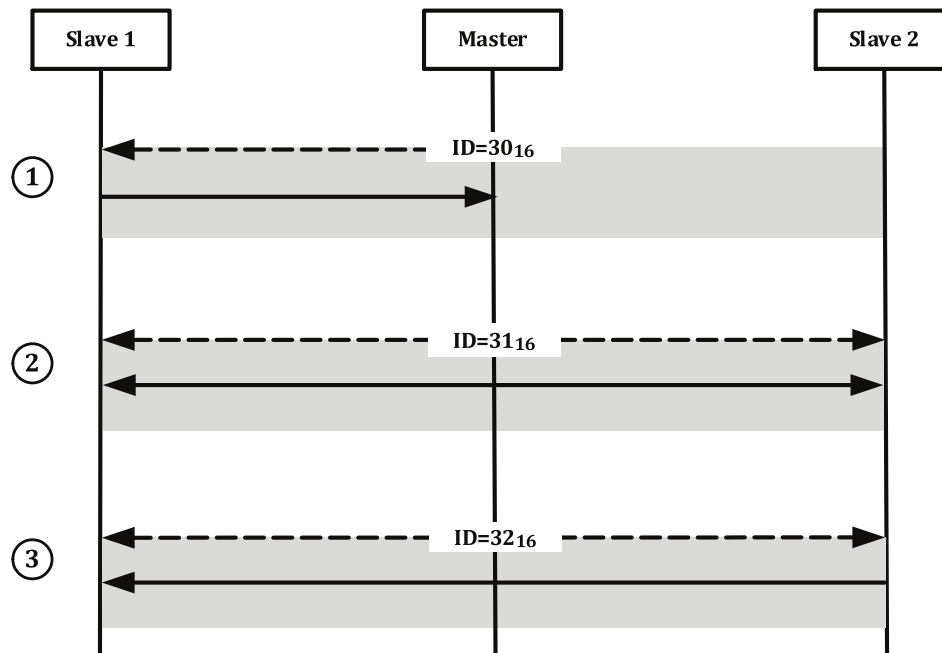 Slave 1 Master Slave 2
ID=30₁₆
1
ID=31₁₆
2
ID=32₁₆
3